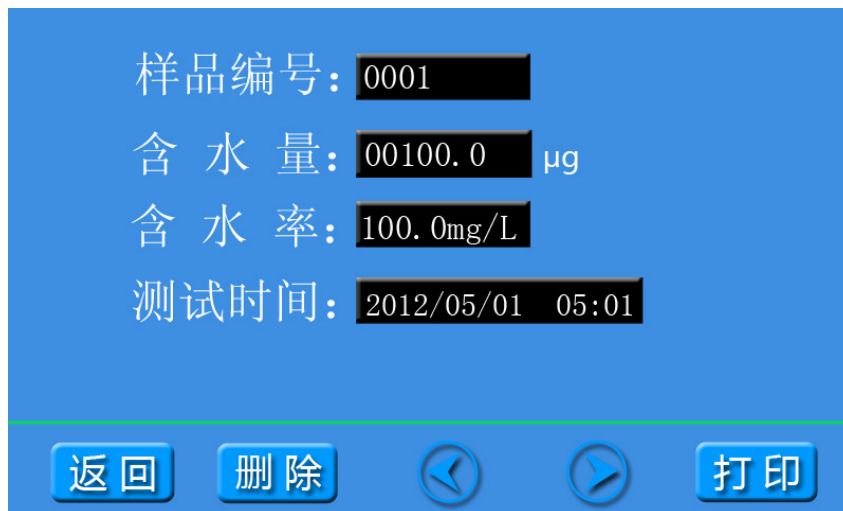 样品编号：0001
含 水 量：00100.0 µg
含 水 率：100.0mg/L
测试时间：2012/05/01 05:01
返回 删除 打印